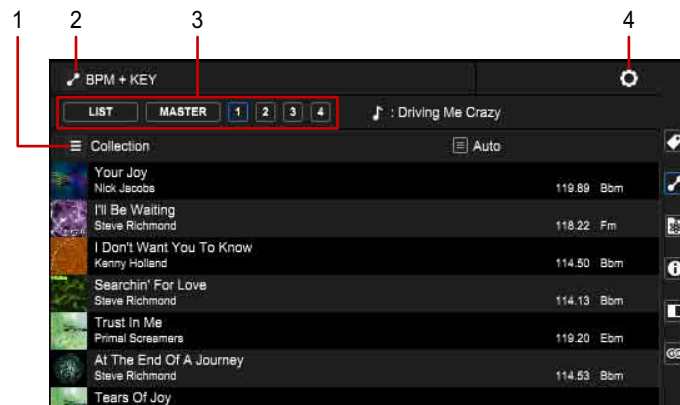 1 2 3 4
BPM + KEY
LIST MASTER 1 2 3 4 : Driving Me Crazy
Collection Auto
Your Joy
Nick Jacobs 119.89 Bbm
I'll Be Waiting
Steve Richmond 118.22 Fm
I Don't Want You To Know
Kenny Holland 114.50 Bbm
Searchin' For Love
Steve Richmond 114.13 Bbm
Trust In Me
Primal Screamers 119.20 Ebm
At The End Of A Journey
Steve Richmond 114.53 Bbm
Tears Of Joy